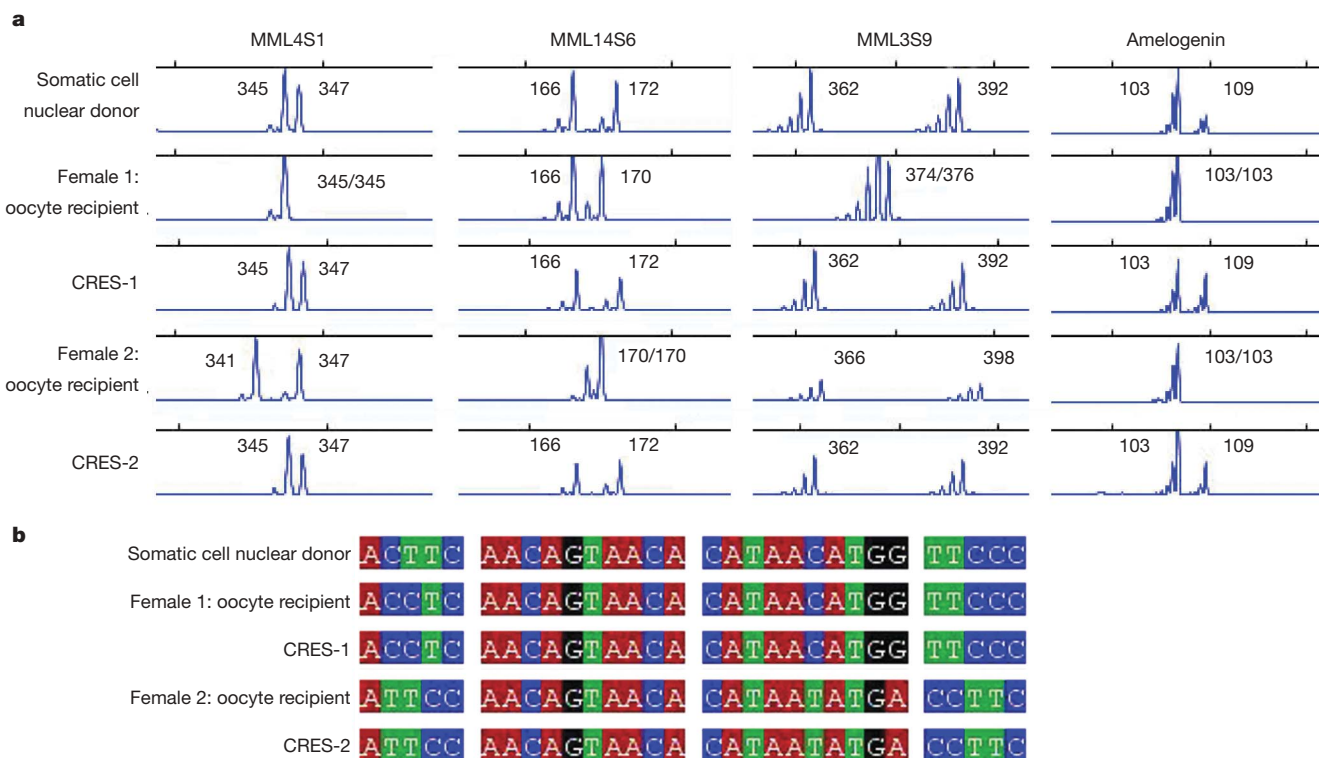 a
MML4S1 MML14S6 MML3S9 Amelogenin
Somatic cell
nuclear donor
345 347 166 172 362 392 103 109
Female 1:
oocyte recipient
345/345 166 170 374/376 103/103
CRES-1 345 347 166 172 362 392 103 109
Female 2:
oocyte recipient
341 347 170/170 366 398 103/103
CRES-2 345 347 166 172 362 392 103 109
b
Somatic cell nuclear donor ACTTC AACAGTAACA CATAACATGG TTCCC
Female 1: oocyte recipient ACCTC AACAGTAACA CATAACATGG TTCCC
CRES-1 ACCTC AACAGTAACA CATAACATGG TTCCC
Female 2: oocyte recipient ATTCC AACAGTAACA CATAATATGA CCTTC
CRES-2 ATTCC AACAGTAACA CATAATATGA CCTTC